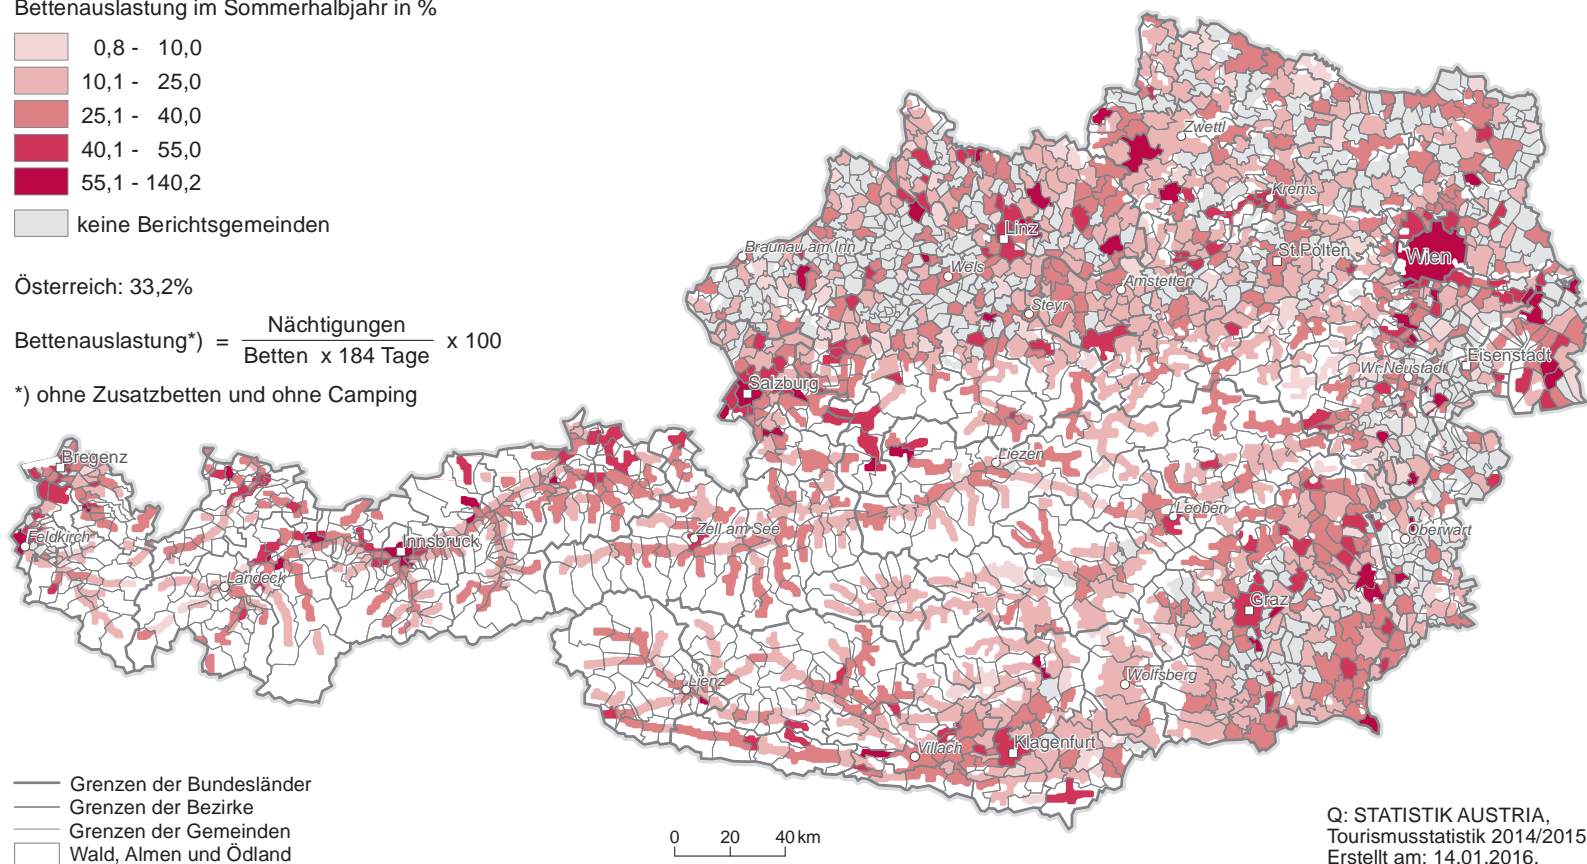 Bettenauslastung im Sommerhalbjahr in %
0,8 - 10,0
10,1 - 25,0
25,1 - 40,0
40,1 - 55,0
55,1 - 140,2
keine Berichtsgemeinden
Österreich: 33,2%
Bettenauslastung*) = Nächtigungen
Betten x 184 Tage x 100
*) ohne Zusatzbetten und ohne Camping
Zwettl
Krems
Linz
Braunau am Inn
St.Pölten
Wien
Wels
Amstetten
Steyr
Eisenstadt
Wr.Neustadt
Salzburg
Bregenz
Liezen
Leoben
Oberwart
Feldkirch
Innsbruck
Zell am See
Landeck
Graz
Wolfsberg
Lienz
Villach
Klagenfurt
Grenzen der Bundesländer
Grenzen der Bezirke
Grenzen der Gemeinden
Wald, Almen und Ödland
0 20 40 km
Q: STATISTIK AUSTRIA,
Tourismusstatistik 2014/2015
Erstellt am: 14.01.2016.